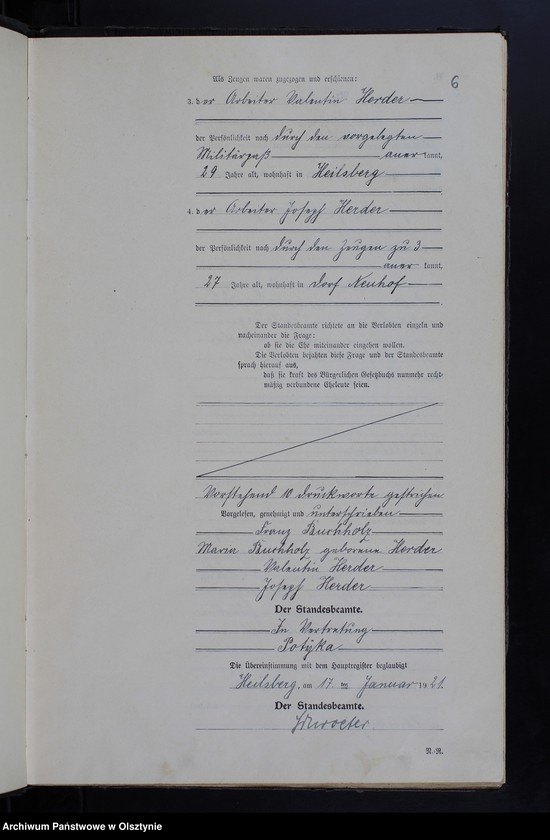 6
Als Zeugen waren zugezogen und erschienen:
3. der Arbeiter Valentin Herder
der Persönlichkeit nach durch den vorgelegten
Militärpaß anerkannt,
29 Jahre alt, wohnhaft in Heilsberg
4. der Arbeiter Joseph Herder
der Persönlichkeit nach durch den Zeugen zu 3
anerkannt,
27 Jahre alt, wohnhaft in Dorf Neuhof
Der Standesbeamte richtete an die Verlobten einzeln und
nacheinander die Frage:
ob sie die Ehe miteinander eingehen wollen.
Die Verlobten bejahten diese Frage und der Standesbeamte
sprach hierauf aus,
daß sie kraft des Bürgerlichen Gesetzbuchs nunmehr recht-
mäßig verbundene Eheleute seien.
Vorstehend 10 Druckworte gestrichen
Vorgelesen, genehmigt und unterschrieben
Franz Buchholz
Maria Buchholz geborene Herder
Valentin Herder
Joseph Herder
Der Standesbeamte.
In Vertretung
Potÿka
Die Übereinstimmung mit dem Hauptregister beglaubigt
Heilsberg, am 17. Januar 1921.
Der Standesbeamte.
Schroeter
N.-R.
Archiwum Państwowe w Olsztynie